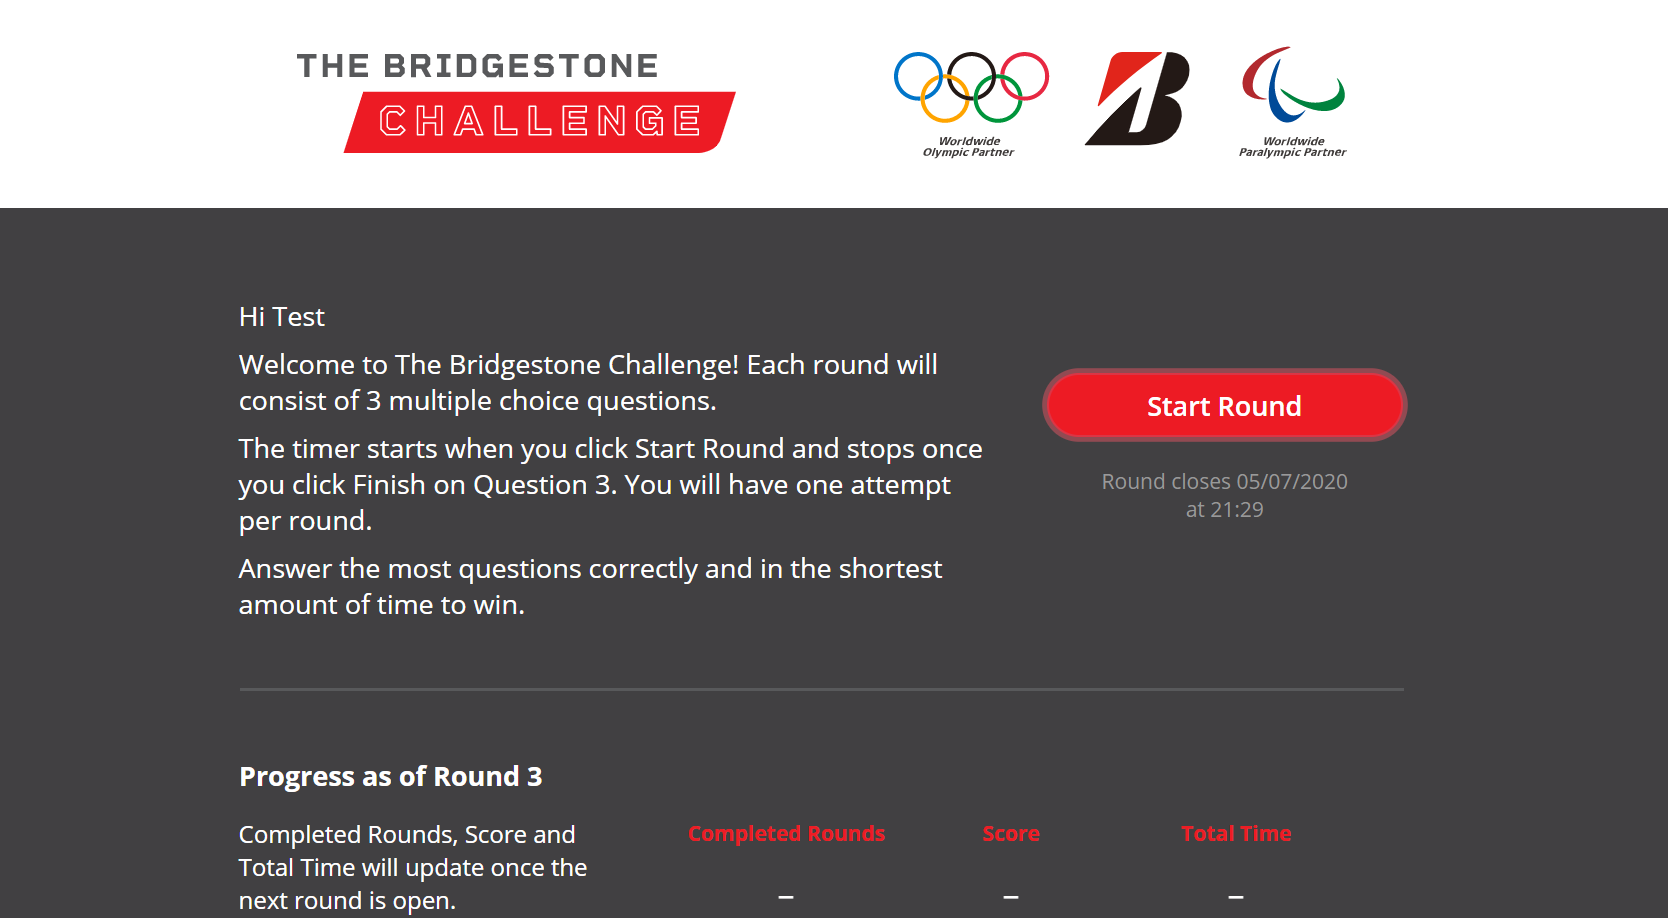 THE BRIDGESTONE
CHALLENGE
Worldwide
Olympic Partner
Worldwide
Paralympic Partner
Hi Test
Welcome to The Bridgestone Challenge! Each round will
consist of 3 multiple choice questions.
The timer starts when you click Start Round and stops once
you click Finish on Question 3. You will have one attempt
per round.
Answer the most questions correctly and in the shortest
amount of time to win.
Start Round
Round closes 05/07/2020
at 21:29
Progress as of Round 3
Completed Rounds, Score and
Total Time will update once the
next round is open.
Completed Rounds Score Total Time
– – –